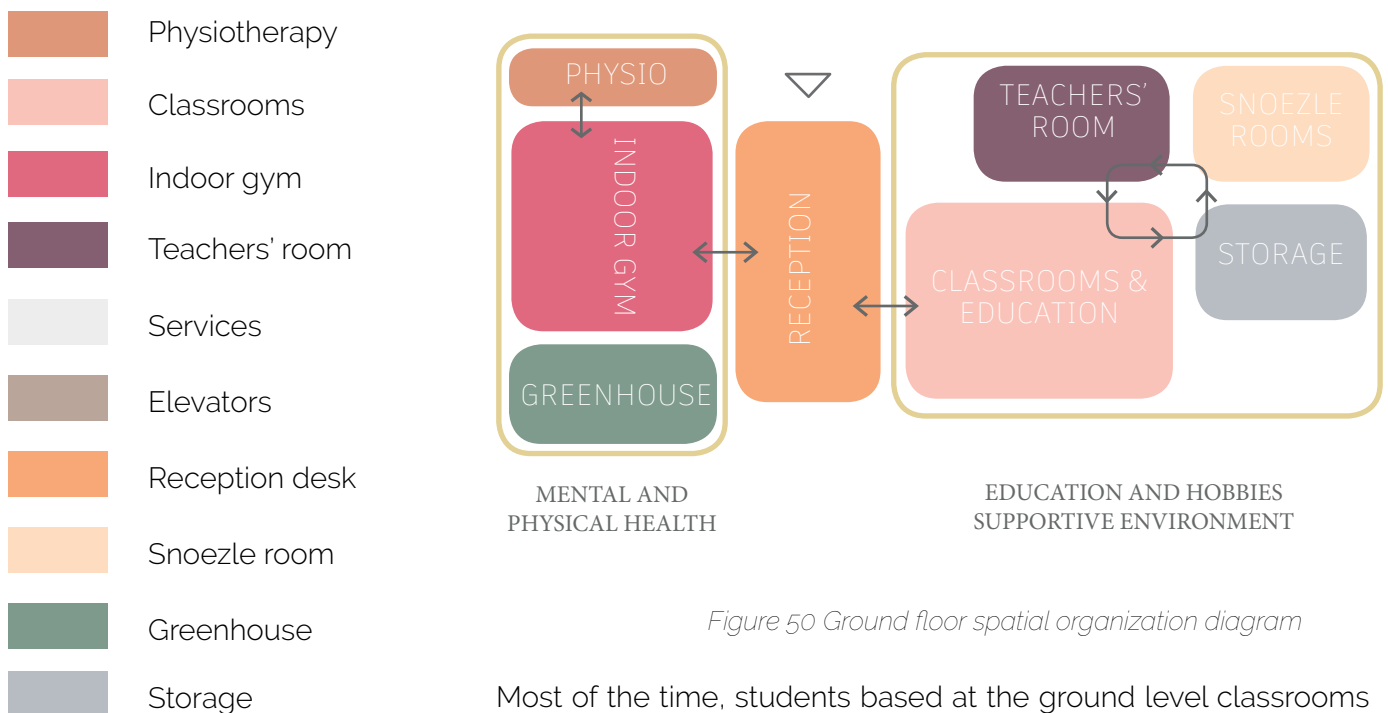 Physiotherapy
Classrooms
Indoor gym
Teachers’ room
Services
Elevators
Reception desk
Snoezle room
Greenhouse
Storage
PHYSIO
INDOOR GYM
GREENHOUSE
RECEPTION
TEACHERS’
ROOM
SNOEZLE
ROOMS
CLASSROOMS &
EDUCATION
STORAGE
MENTAL AND
PHYSICAL HEALTH
EDUCATION AND HOBBIES
SUPPORTIVE ENVIRONMENT
Figure 50 Ground floor spatial organization diagram
Most of the time, students based at the ground level classrooms